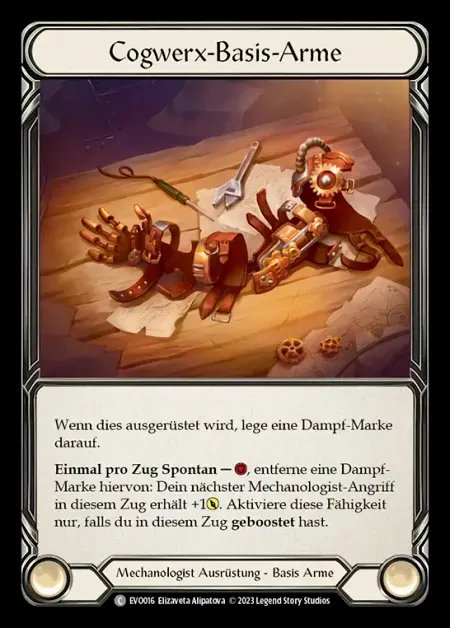 Cogwerx-Basis-Arme
Wenn dies ausgerüstet wird, lege eine Dampf-Marke
darauf.
Einmal pro Zug Spontan — , entferne eine Dampf-
Marke hiervon: Dein nächster Mechanologist-Angriff
in diesem Zug erhält +1. Aktiviere diese Fähigkeit
nur, falls du in diesem Zug geboostet hast.
Mechanologist Ausrüstung - Basis Arme
C EVO016 Elizaveta Alipatova © 2023 Legend Story Studios